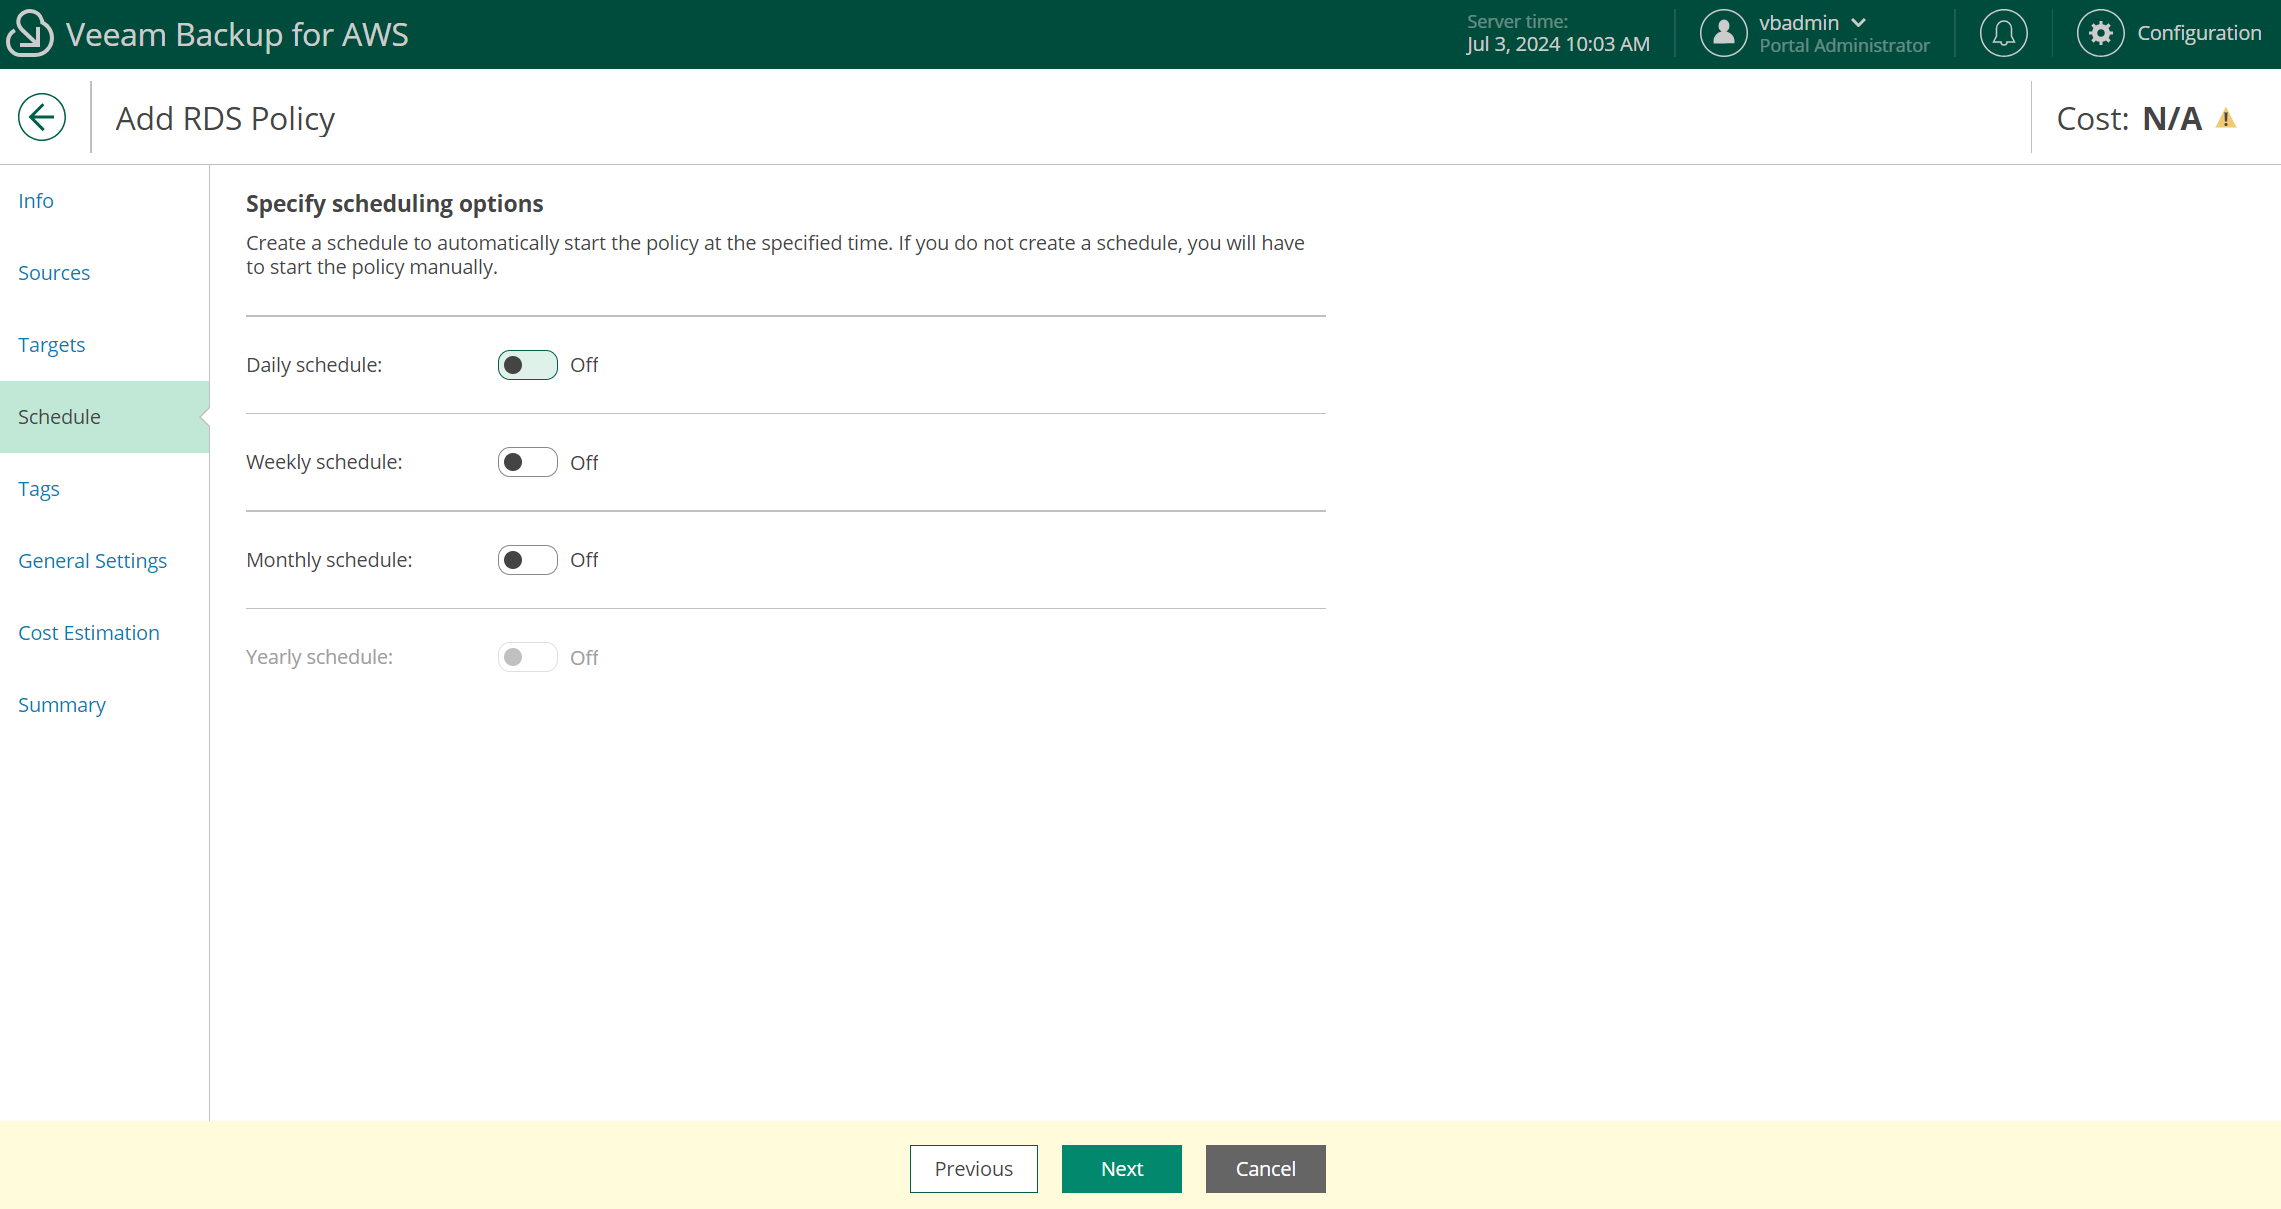 Veeam Backup for AWS
Server time:
Jul 3, 2024 10:03 AM
vbadmin
Portal Administrator
Configuration
Add RDS Policy
Cost: N/A
Info
Sources
Targets
Schedule
Tags
General Settings
Cost Estimation
Summary
Specify scheduling options
Create a schedule to automatically start the policy at the specified time. If you do not create a schedule, you will have
to start the policy manually.
Daily schedule: Off
Weekly schedule: Off
Monthly schedule: Off
Yearly schedule: Off
Previous
Next
Cancel